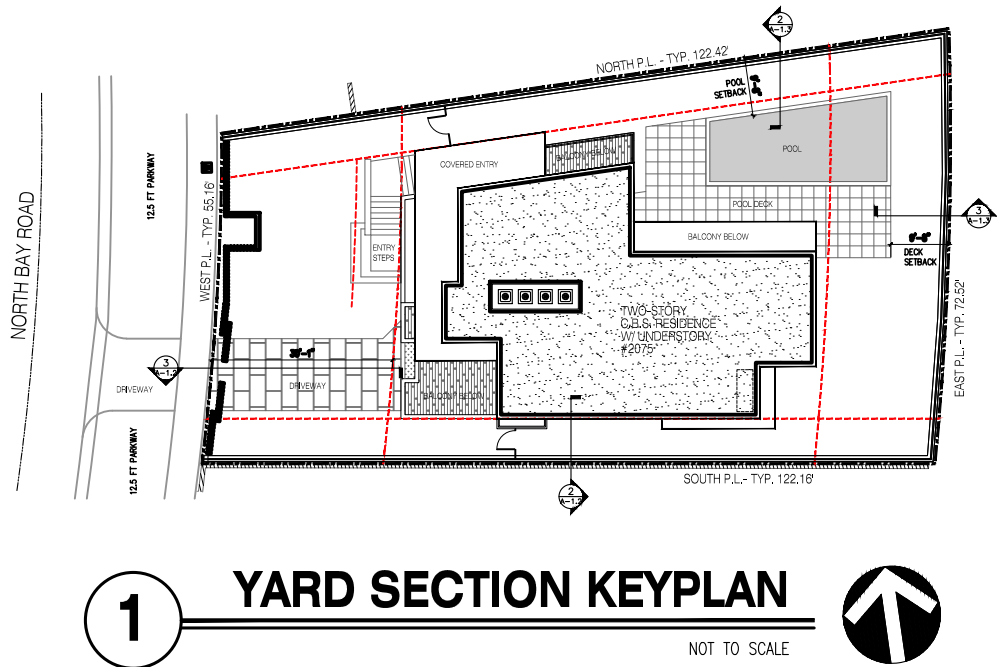 2
A-1.3
NORTH P.L. - TYP. 122.42'
POOL
SETBACK
POOL
COVERED ENTRY
BALCONY BELOW
12.5 FT PARKWAY
WEST P.L. - TYP. 55.16'
NORTH BAY ROAD
POOL DECK
3
A-1.3
ENTRY
STEPS
BALCONY BELOW
DECK
SETBACK
TWO-STORY
C.B.S. RESIDENCE
W/ UNDERSTORY
#2075
EAST P.L. - TYP. 72.52'
3
A-1.2
DRIVEWAY
DRIVEWAY
BALCONY BELOW
12.5 FT PARKWAY
SOUTH P.L.- TYP. 122.16'
2
A-1.2
1
YARD SECTION KEYPLAN
NOT TO SCALE